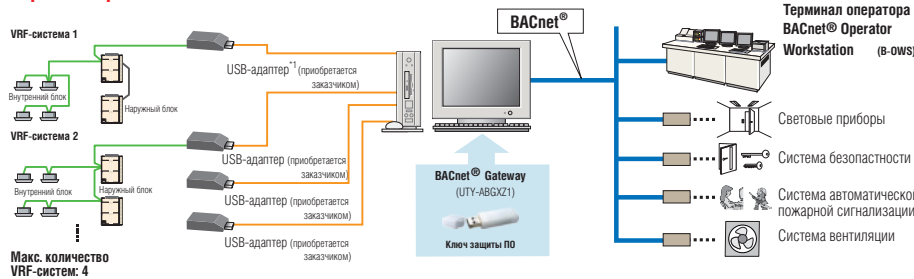 VRF-система 1
Внутренний блок
Наружный блок
VRF-система 2
Внутренний блок
Наружный блок
Макс. количество
VRF-систем: 4
USB-адаптер*1 (приобретается
заказчиком)
USB-адаптер (приобретается
заказчиком)
USB-адаптер (приобретается
заказчиком)
USB-адаптер (приобретается
заказчиком)
BACnet®
BACnet® Gateway
(UTY-ABGXZ1)
Ключ защиты ПО
Терминал оператора
BACnet® Operator
Workstation (B-OWS)
Световые приборы
Система безопастности
Система автоматическо
пожарной сигнализации
Система вентиляции